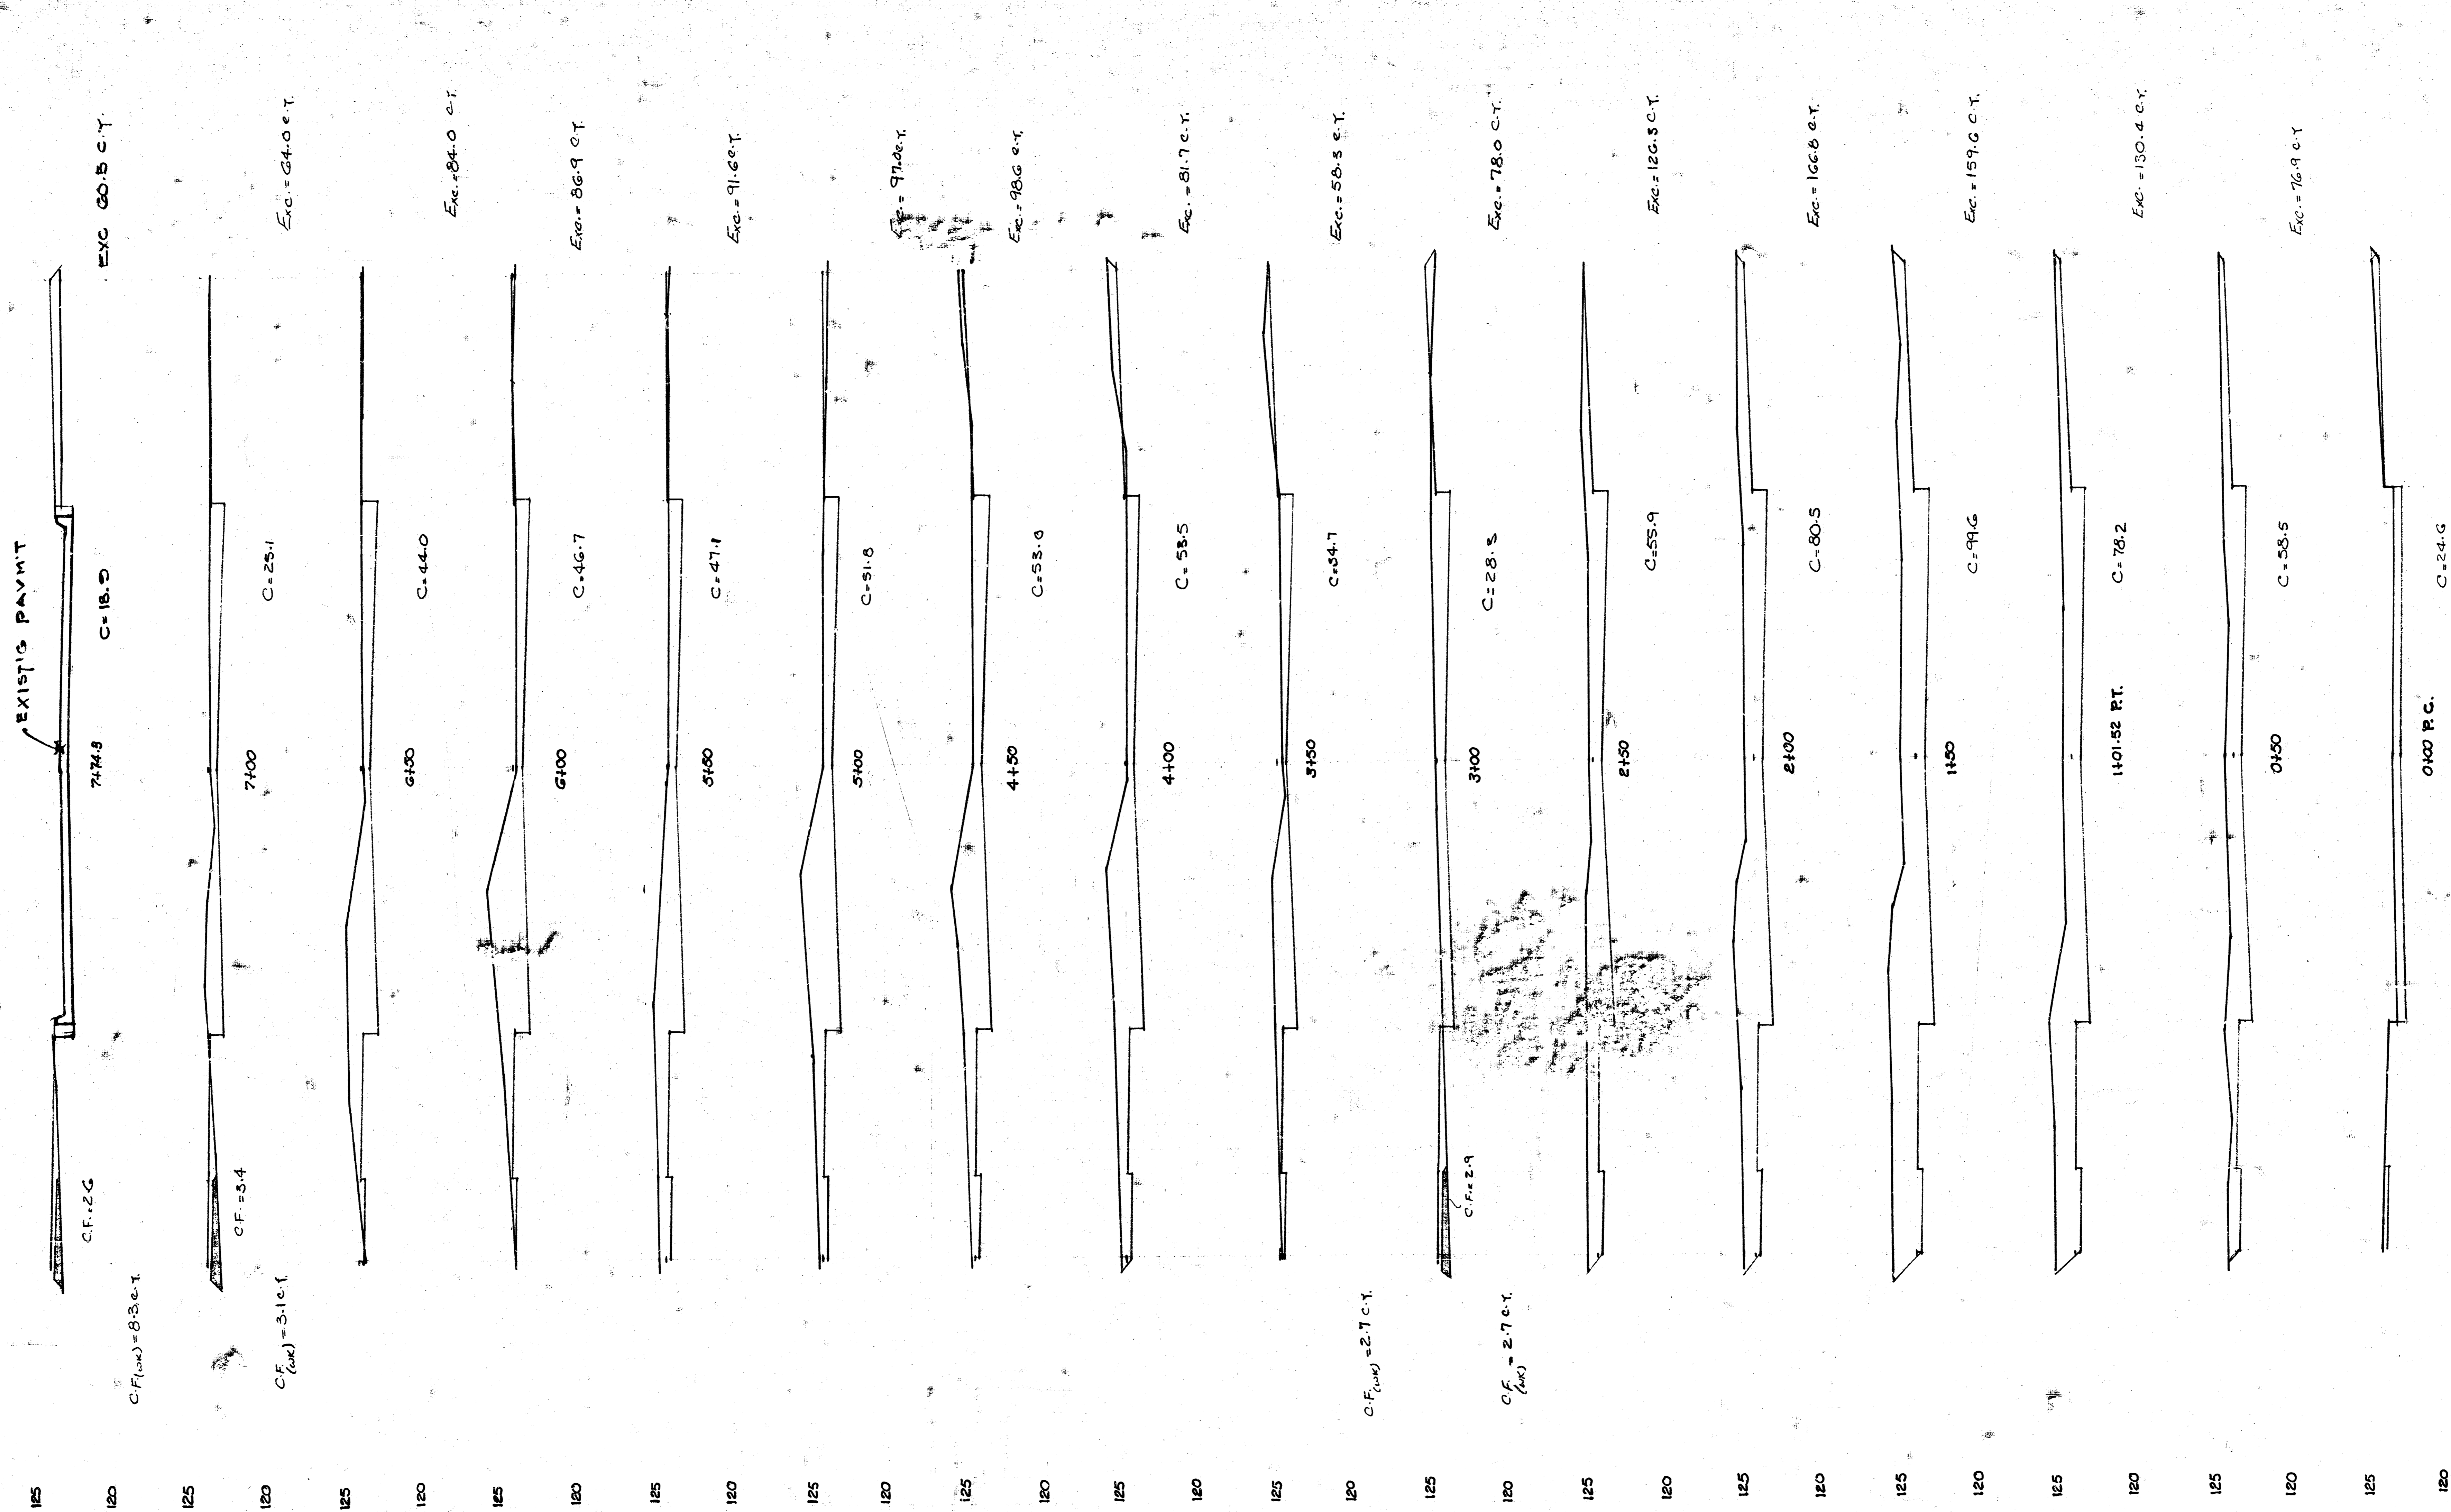 EXIST'G PAVM'T
EXC 60.3 C.Y.
C=18.9
7+74.3
C.F.=2.6
C.F.(WK)=8.3 C.Y.
125
120
Exc.=64.0 C.Y.
C=25.1
7+00
C.F.=3.4
C.F.(WK)=3.1 C.Y.
125
120
Exc.=84.0 C.Y.
C=44.0
6+50
125
120
Exc.=86.9 C.Y.
C=46.7
6+00
125
120
Exc.=91.6 C.Y.
C=47.1
5+50
125
120
C=51.8
5+00
125
Exc.=98.6 C.Y.
C=53.0
4+50
125
120
Exc.=81.7 C.Y.
C=53.5
4+00
125
120
Exc.=58.3 C.Y.
C=34.7
3+50
C.F.(WK)=2.7 C.Y.
125
120
Exc.=78.0 C.Y.
C=28.3
3+00
C.F.=2.9
C.F.(WK)=2.7 C.Y.
125
120
Exc.=126.3 C.Y.
C=55.9
2+50
125
120
Exc.=166.8 C.Y.
C=80.5
2+00
125
120
Exc.=159.6 C.Y.
C=99.6
1+50
125
120
Exc.=130.4 C.Y.
C=78.2
1+01.52 P.T.
125
120
Exc.=76.9 C.Y
C=58.5
0+50
125
120
C=24.6
0+00 P.C.
125
120